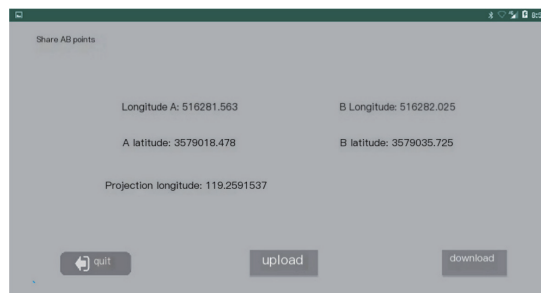 Share AB points
Longitude A: 516281.563
B Longitude: 516282.025
A latitude: 3579018.478
B latitude: 3579035.725
Projection longitude: 119.2591537
quit
upload
download